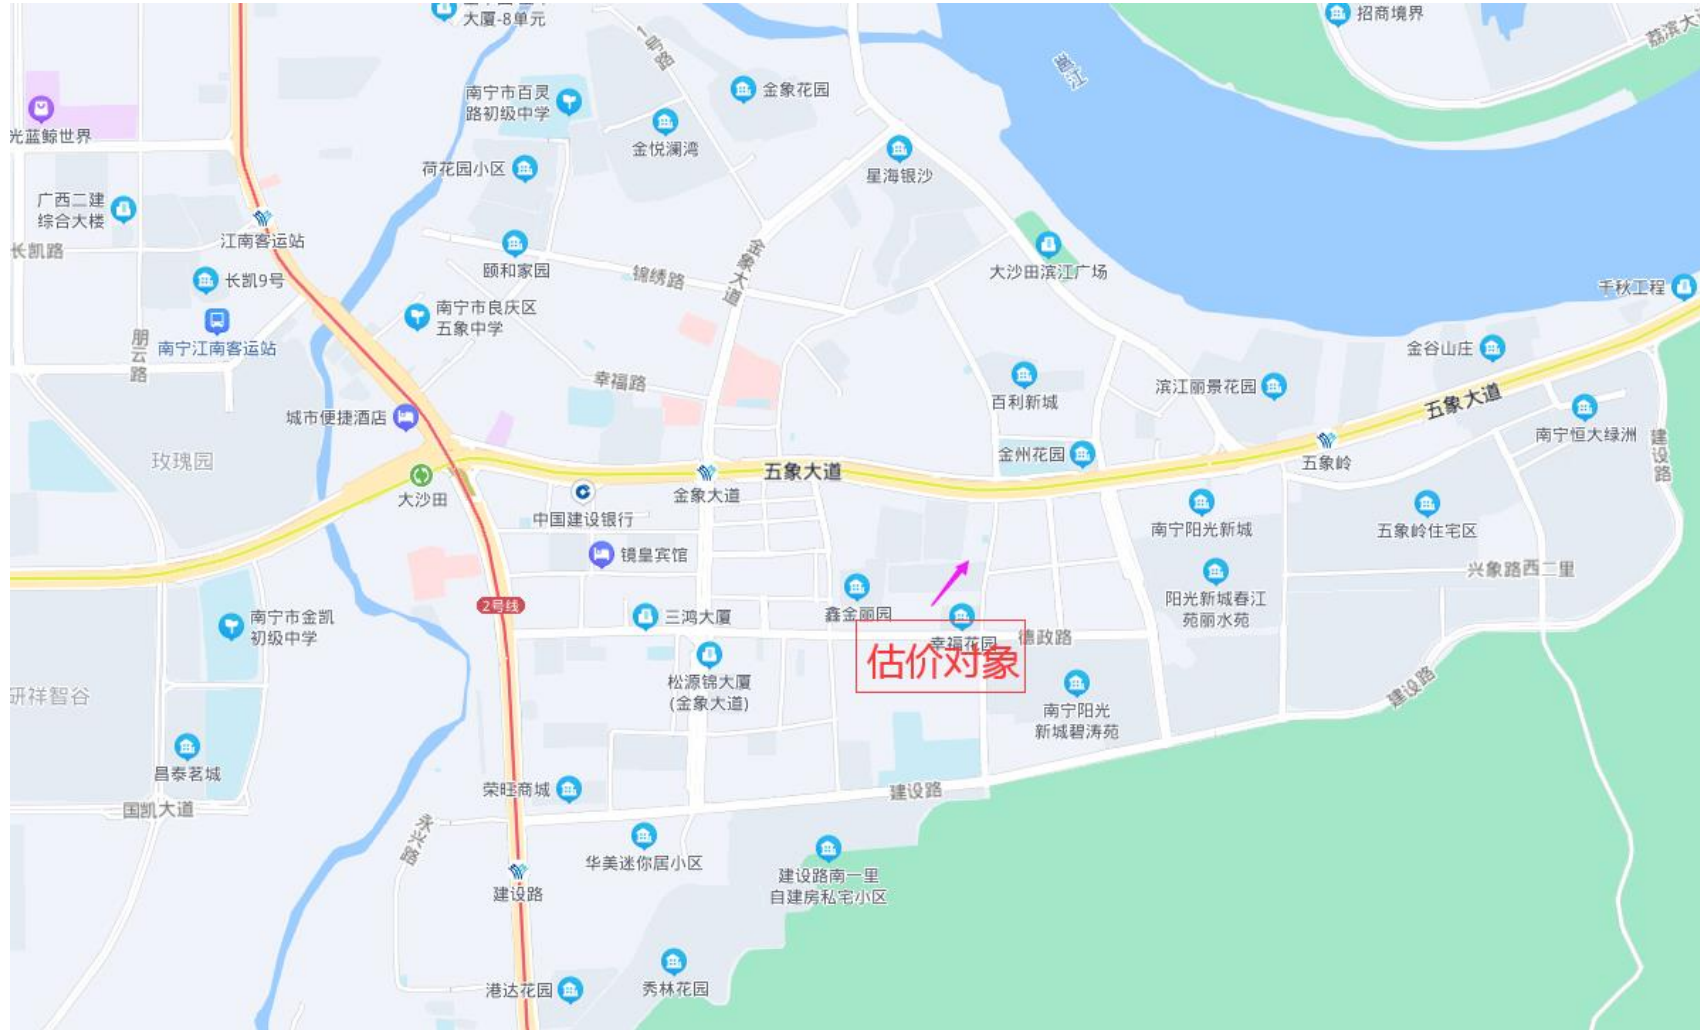 大厦-8单元
招商境界
荔滨大
1号路
邕江
南宁市百灵
路初级中学
金象花园
光蓝鲸世界
金悦澜湾
荷花园小区
星海银沙
广西二建
综合大楼
江南客运站
长凯路
颐和家园
金象大道
锦绣路
大沙田滨江广场
长凯9号
千秋工程
南宁市良庆区
五象中学
朋云路
南宁江南客运站
金谷山庄
幸福路
百利新城
滨江丽景花园
五象大道
城市便捷酒店
南宁恒大绿洲
建设路
玫瑰园
金州花园
五象岭
五象大道
大沙田
金象大道
中国建设银行
南宁阳光新城
五象岭住宅区
镜皇宾馆
兴象路西二里
阳光新城春江
苑丽水苑
2号线
鑫金丽园
南宁市金凯
初级中学
三鸿大厦
幸福花园
德政路
估价对象
松源锦大厦
(金象大道)
研祥智谷
建设路
南宁阳光
新城碧涛苑
昌泰茗城
荣旺商城
建设路
国凯大道
永兴路
华美迷你居小区
建设路南一里
自建房私宅小区
建设路
港达花园
秀林花园